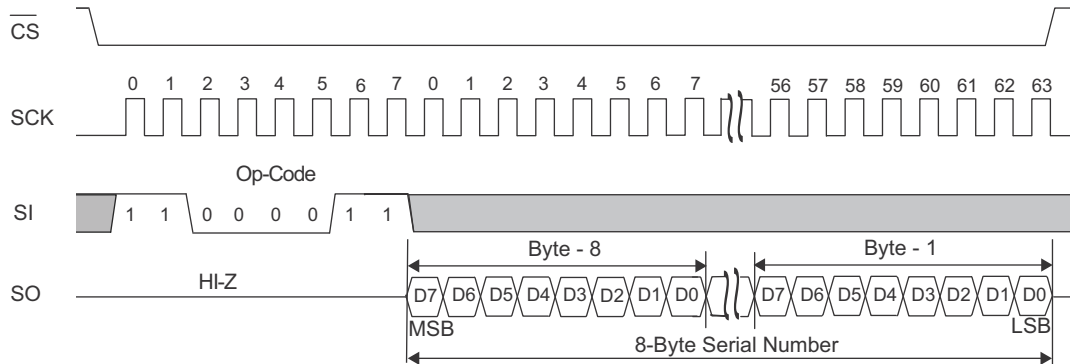 CS
0 1 2 3 4 5 6 7 0 1 2 3 4 5 6 7 56 57 58 59 60 61 62 63
SCK
Op-Code
SI 1 1 0 0 0 0 1 1
Byte - 8 Byte - 1
HI-Z
SO D7 D6 D5 D4 D3 D2 D1 D0 D7 D6 D5 D4 D3 D2 D1 D0
MSB LSB
8-Byte Serial Number